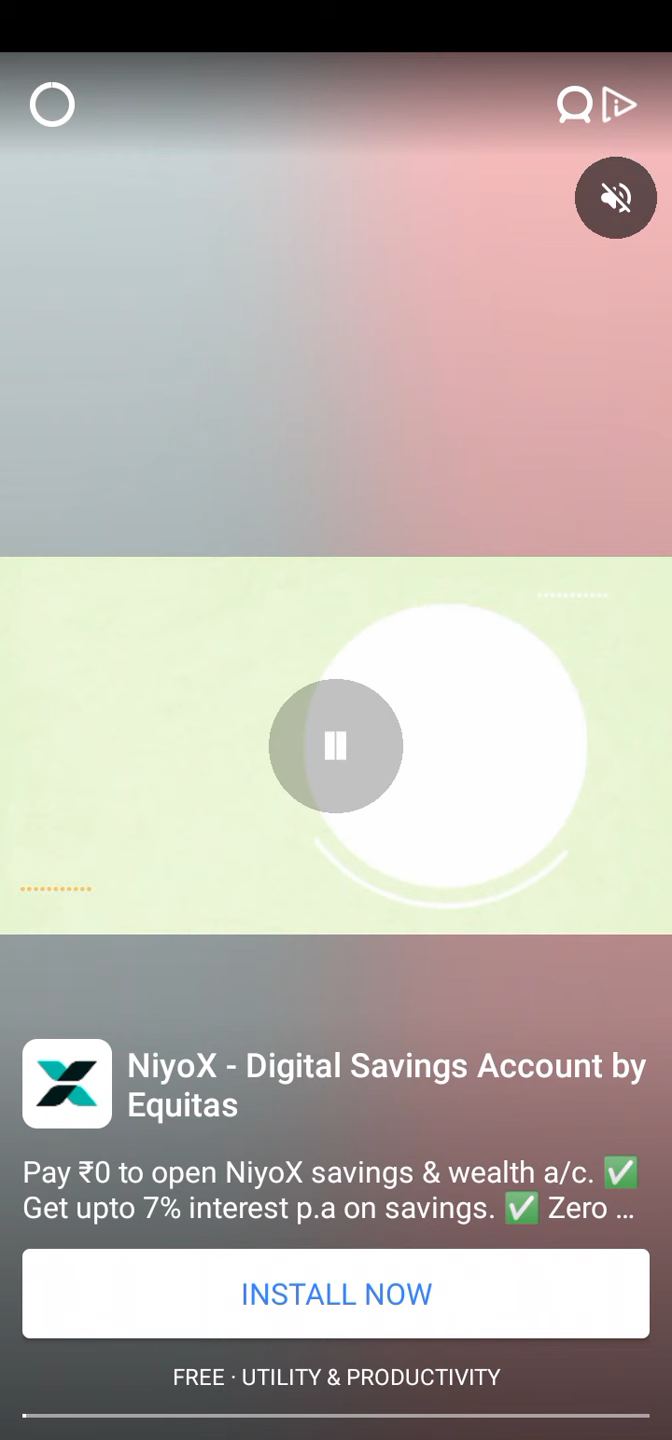 NiyoX - Digital Savings Account by
Equitas
Pay ₹0 to open NiyoX savings & wealth a/c. ✅
Get upto 7% interest p.a on savings. ✅ Zero ...
INSTALL NOW
FREE · UTILITY & PRODUCTIVITY